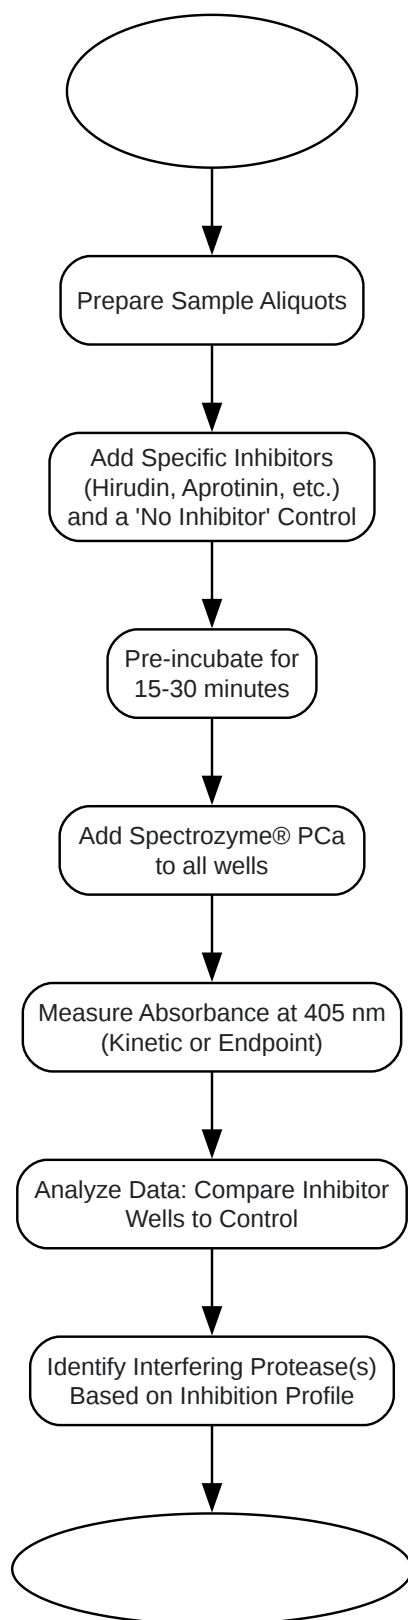 Prepare Sample Aliquots
Add Specific Inhibitors
(Hirudin, Aprotinin, etc.)
and a 'No Inhibitor' Control
Pre-incubate for
15-30 minutes
Add Spectrozyme® PCa
to all wells
Measure Absorbance at 405 nm
(Kinetic or Endpoint)
Analyze Data: Compare Inhibitor
Wells to Control
Identify Interfering Protease(s)
Based on Inhibition Profile